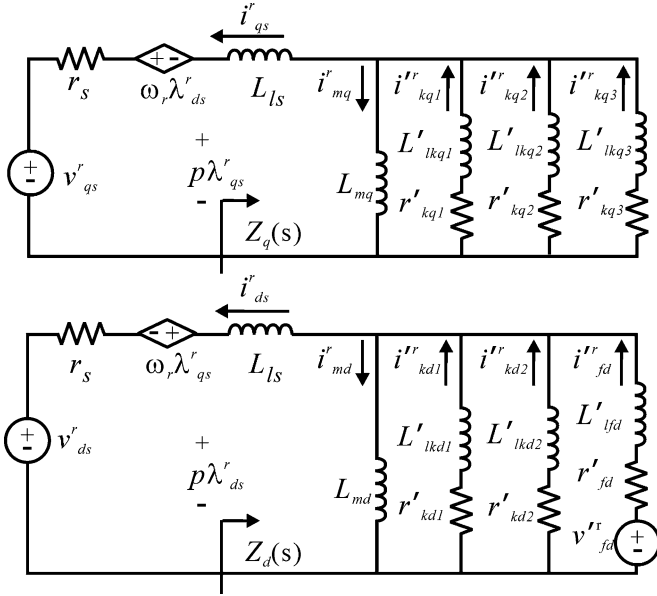 i^r_qs
r_s
+ -
ω_r λ^r_ds
L_ls
i^r_mq
i'^r_kq1
i'^r_kq2
i'^r_kq3
+
-
v^r_qs
+
pλ^r_qs
-
Z_q(s)
L_mq
L'_lkq1
L'_lkq2
L'_lkq3
r'_kq1
r'_kq2
r'_kq3
i^r_ds
r_s
- +
ω_r λ^r_qs
L_ls
i^r_md
i'^r_kd1
i'^r_kd2
i'^r_fd
+
-
v^r_ds
+
pλ^r_ds
-
Z_d(s)
L_md
L'_lkd1
L'_lkd2
L'_lfd
r'_kd1
r'_kd2
r'_fd
v'^r_fd
+
-